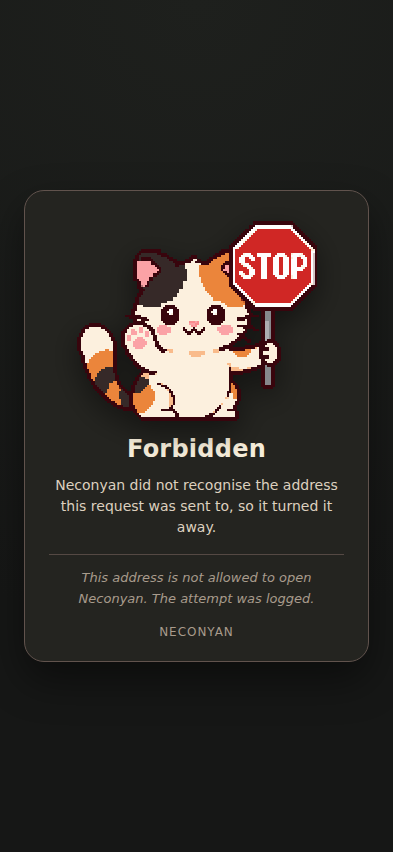 STOP
Forbidden
Neconyan did not recognise the address
this request was sent to, so it turned it
away.
This address is not allowed to open
Neconyan. The attempt was logged.
NECONYAN